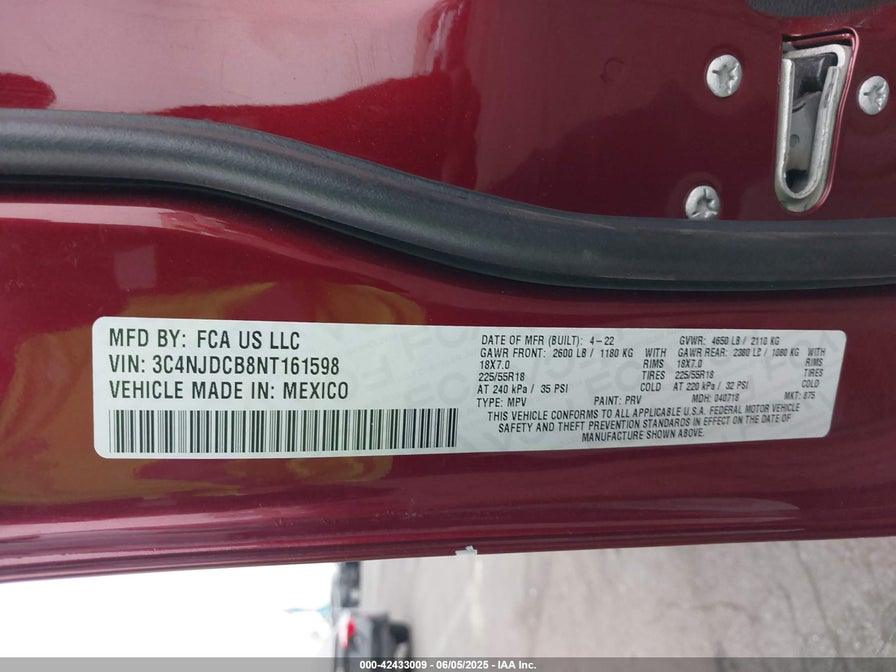 MFD BY: FCA US LLC
VIN: 3C4NJDCB8NT161598
VEHICLE MADE IN: MEXICO
DATE OF MFR (BUILT): 4-22 GVWR: 4650 LB / 2110 KG
GAWR FRONT: 2600 LB / 1180 KG WITH GAWR REAR: 2380 LB / 1080 KG WITH
18X7.0 RIMS 18X7.0 RIMS
225/55R18 TIRES 225/55R18 TIRES
AT 240 kPa / 35 PSI COLD AT 220 kPa / 32 PSI COLD
TYPE: MPV PAINT: PRV MDH: 040718 MKT: 875
THIS VEHICLE CONFORMS TO ALL APPLICABLE U.S.A. FEDERAL MOTOR VEHICLE
SAFETY AND THEFT PREVENTION STANDARDS IN EFFECT ON THE DATE OF
MANUFACTURE SHOWN ABOVE.
000-42433009 - 06/05/2025 - IAA Inc.